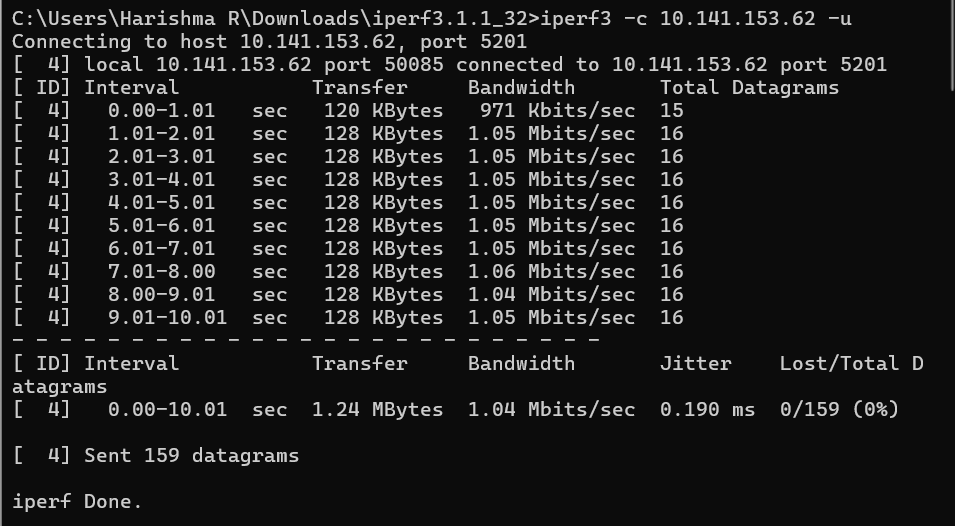 C:\Users\Harishma R\Downloads\iperf3.1.1_32>iperf3 -c 10.141.153.62 -u
Connecting to host 10.141.153.62, port 5201
[  4] local 10.141.153.62 port 50085 connected to 10.141.153.62 port 5201
[ ID] Interval           Transfer     Bandwidth       Total Datagrams
[  4]   0.00-1.01   sec   120 KBytes   971 Kbits/sec  15
[  4]   1.01-2.01   sec   128 KBytes  1.05 Mbits/sec  16
[  4]   2.01-3.01   sec   128 KBytes  1.05 Mbits/sec  16
[  4]   3.01-4.01   sec   128 KBytes  1.05 Mbits/sec  16
[  4]   4.01-5.01   sec   128 KBytes  1.05 Mbits/sec  16
[  4]   5.01-6.01   sec   128 KBytes  1.05 Mbits/sec  16
[  4]   6.01-7.01   sec   128 KBytes  1.05 Mbits/sec  16
[  4]   7.01-8.00   sec   128 KBytes  1.06 Mbits/sec  16
[  4]   8.00-9.01   sec   128 KBytes  1.04 Mbits/sec  16
[  4]   9.01-10.01  sec   128 KBytes  1.05 Mbits/sec  16
- - - - - - - - - - - - - - - - - - - - - - - - -
[ ID] Interval           Transfer     Bandwidth       Jitter    Lost/Total D
atagrams
[  4]   0.00-10.01  sec  1.24 MBytes  1.04 Mbits/sec  0.190 ms  0/159 (0%)
[  4] Sent 159 datagrams
iperf Done.